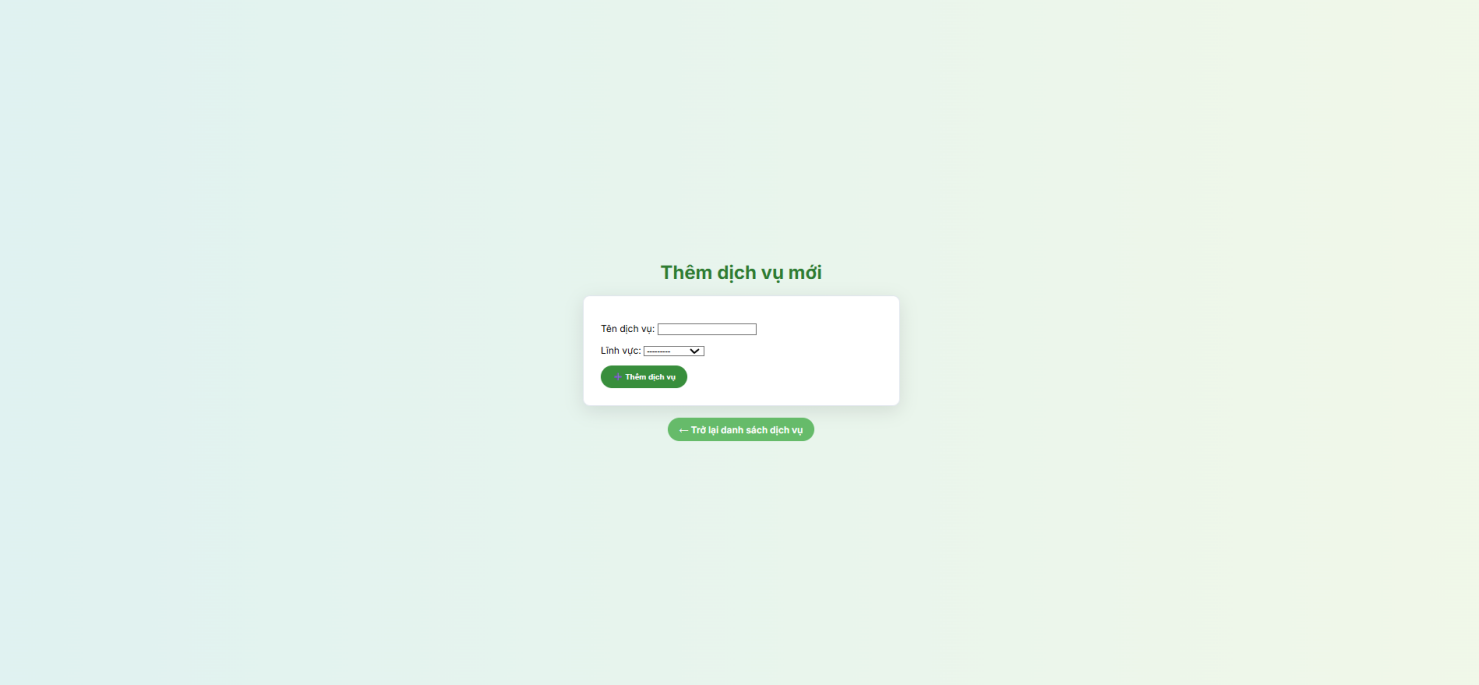 Thêm dịch vụ mới
Tên dịch vụ:
Lĩnh vực: ---------
➕ Thêm dịch vụ
← Trở lại danh sách dịch vụ